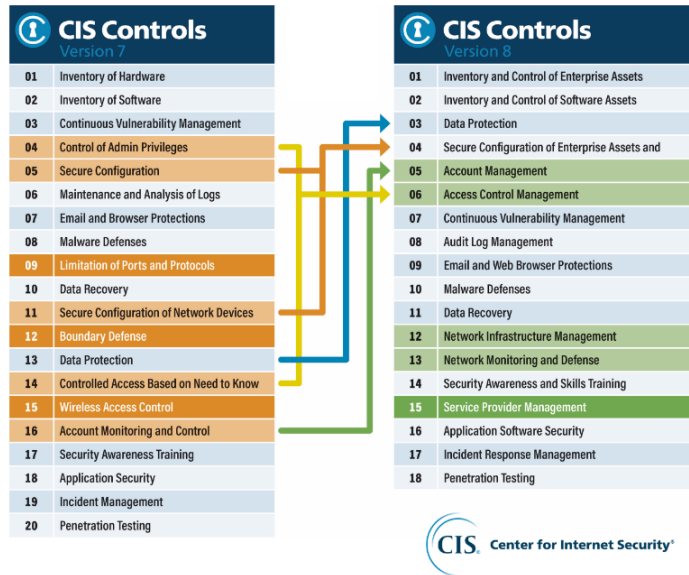 CIS Controls
Version 7
01 Inventory of Hardware
02 Inventory of Software
03 Continuous Vulnerability Management
04 Control of Admin Privileges
05 Secure Configuration
06 Maintenance and Analysis of Logs
07 Email and Browser Protections
08 Malware Defenses
09 Limitation of Ports and Protocols
10 Data Recovery
11 Secure Configuration of Network Devices
12 Boundary Defense
13 Data Protection
14 Controlled Access Based on Need to Know
15 Wireless Access Control
16 Account Monitoring and Control
17 Security Awareness Training
18 Application Security
19 Incident Management
20 Penetration Testing
CIS Controls
Version 8
01 Inventory and Control of Enterprise Assets
02 Inventory and Control of Software Assets
03 Data Protection
04 Secure Configuration of Enterprise Assets and
05 Account Management
06 Access Control Management
07 Continuous Vulnerability Management
08 Audit Log Management
09 Email and Web Browser Protections
10 Malware Defenses
11 Data Recovery
12 Network Infrastructure Management
13 Network Monitoring and Defense
14 Security Awareness and Skills Training
15 Service Provider Management
16 Application Software Security
17 Incident Response Management
18 Penetration Testing
CIS. Center for Internet Security®